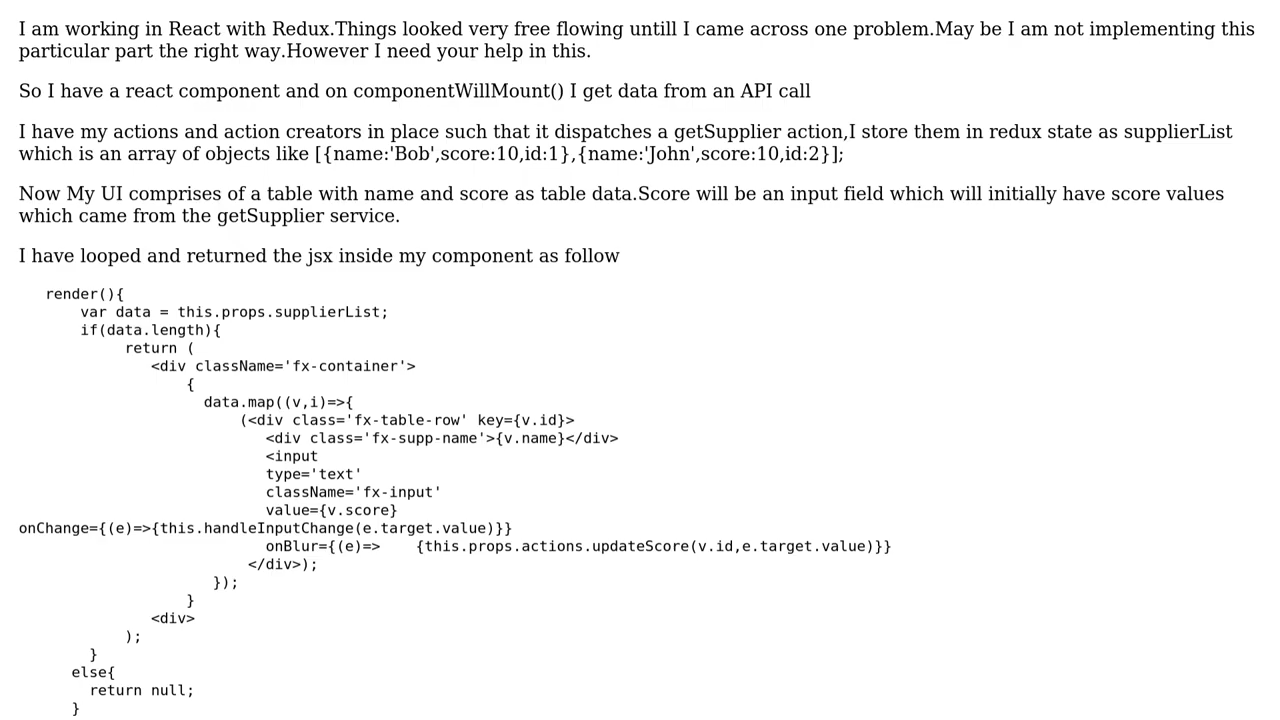 I am working in React with Redux.Things looked very free flowing untill I came across one problem.May be I am not implementing this
particular part the right way.However I need your help in this.
So I have a react component and on componentWillMount() I get data from an API call
I have my actions and action creators in place such that it dispatches a getSupplier action,I store them in redux state as supplierList
which is an array of objects like [{name:'Bob',score:10,id:1},{name:'John',score:10,id:2}];
Now My UI comprises of a table with name and score as table data.Score will be an input field which will initially have score values
which came from the getSupplier service.
I have looped and returned the jsx inside my component as follow
   render(){
       var data = this.props.supplierList;
       if(data.length){
            return (
               <div className='fx-container'>
                   {
                     data.map((v,i)=>{
                         (<div class='fx-table-row' key={v.id}>
                            <div class='fx-supp-name'>{v.name}</div>
                            <input
                            type='text'
                            className='fx-input'
                            value={v.score}
onChange={(e)=>{this.handleInputChange(e.target.value)}}
                            onBlur={(e)=>    {this.props.actions.updateScore(v.id,e.target.value)}}
                          </div>);
                      });
                   }
               <div>
            );
        }
      else{
        return null;
      }